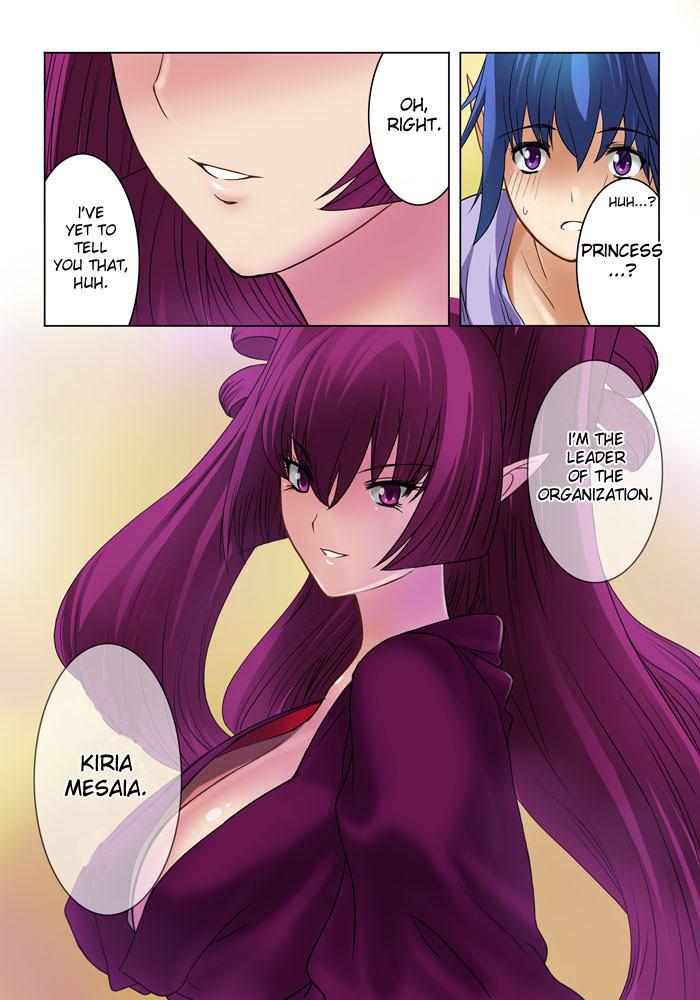 HUH...?
PRINCESS
...?
OH,
RIGHT.
I'VE
YET TO
TELL
YOU THAT,
HUH.
I'M THE
LEADER
OF THE
ORGANIZATION.
KIRIA
MESAIA.